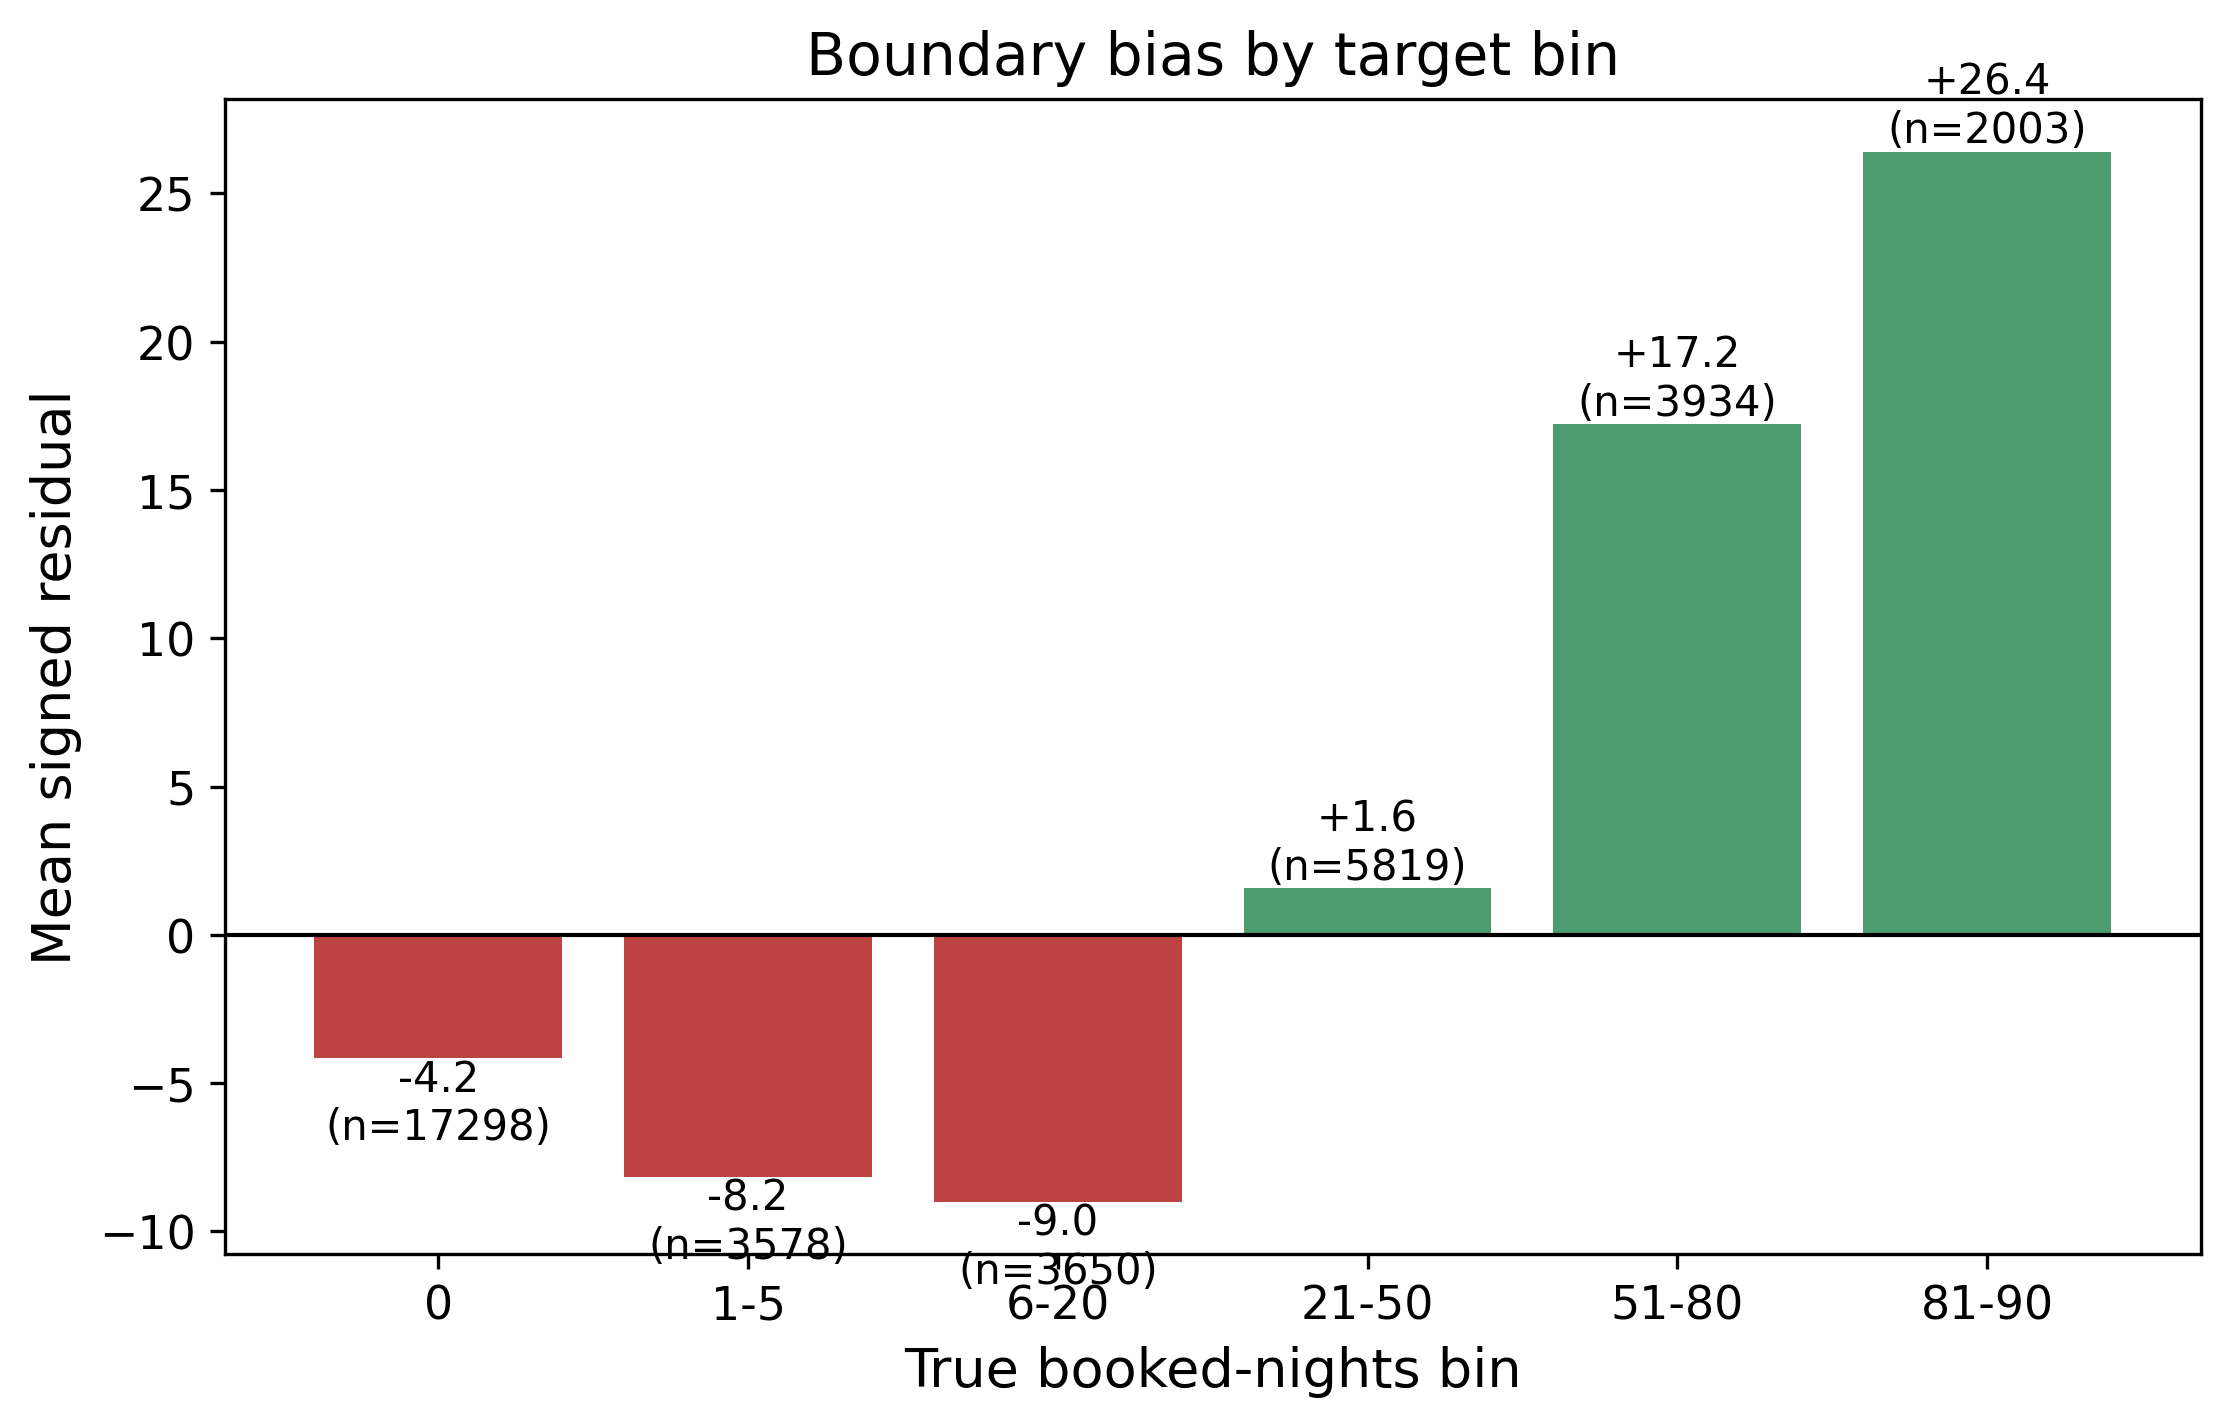 Boundary bias by target bin
+26.4
(n=2003)
25
20
15
10
5
0
−5
−10
Mean signed residual
+17.2
(n=3934)
+1.6
(n=5819)
-4.2
(n=17298)
-8.2
(n=3578)
-9.0
(n=3650)
0
1-5
6-20
21-50
51-80
81-90
True booked-nights bin